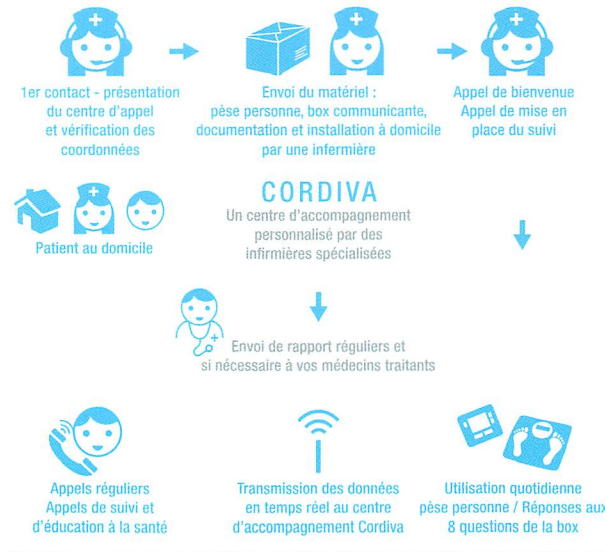 1er contact - présentation
du centre d'appel
et vérification des
coordonnées
Envoi du matériel :
pèse personne, box communicante,
documentation et installation à domicile
par une infermière
Appel de bienvenue
Appel de mise en
place du suivi
Patient au domicile
CORDIVA
Un centre d'accompagnement
personnalisé par des
infirmières spécialisées
Envoi de rapport réguliers et
si nécessaire à vos médecins traitants
Appels réguliers
Appels de suivi et
d'éducation à la santé
Transmission des données
en temps réel au centre
d'accompagnement Cordiva
Utilisation quotidienne
pèse personne / Réponses aux
8 questions de la box